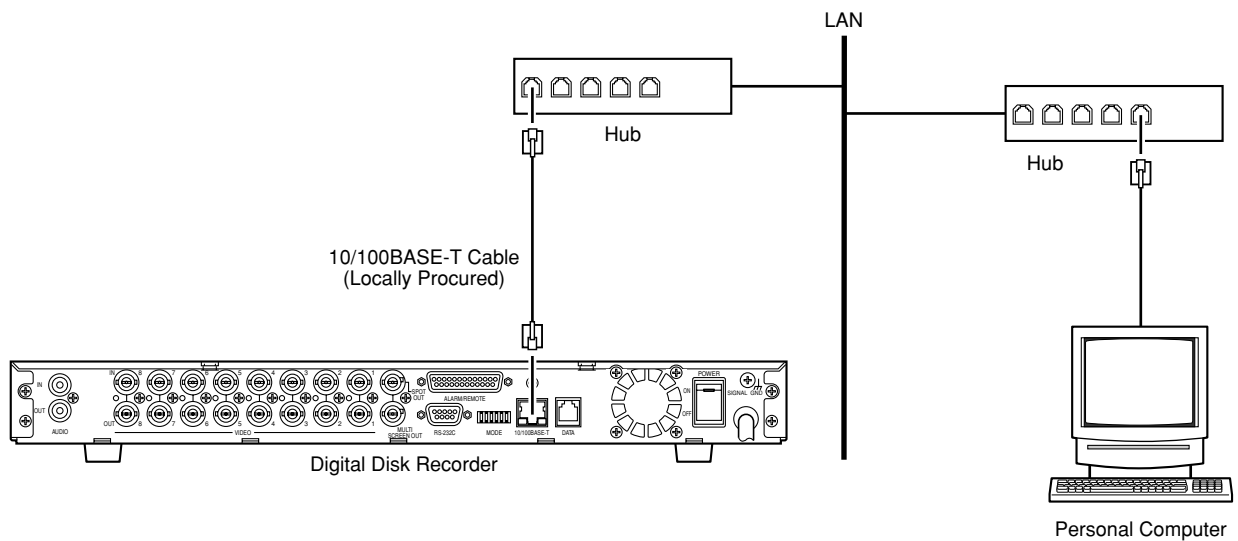 LAN
Hub
Hub
10/100BASE-T Cable
(Locally Procured)
IN
OUT
AUDIO
IN 8 7 6 5 4 3 2 1
OUT 8 7 6 5 4 3 2 1
VIDEO
SPOT
OUT
MULTI
SCREEN OUT
ALARM/REMOTE
RS-232C
MODE
10/100BASE-T
DATA
POWER
ON
OFF
SIGNAL GND
Digital Disk Recorder
Personal Computer